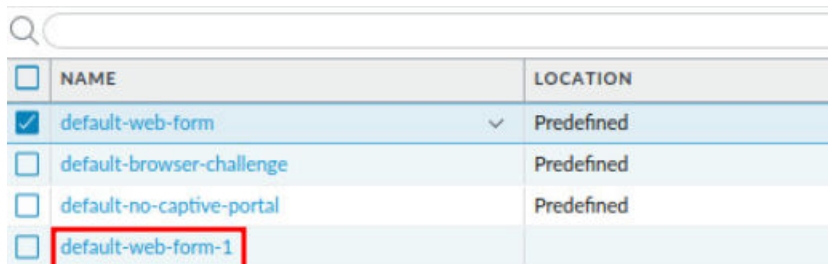 NAME LOCATION
default-web-form Predefined
default-browser-challenge Predefined
default-no-captive-portal Predefined
default-web-form-1